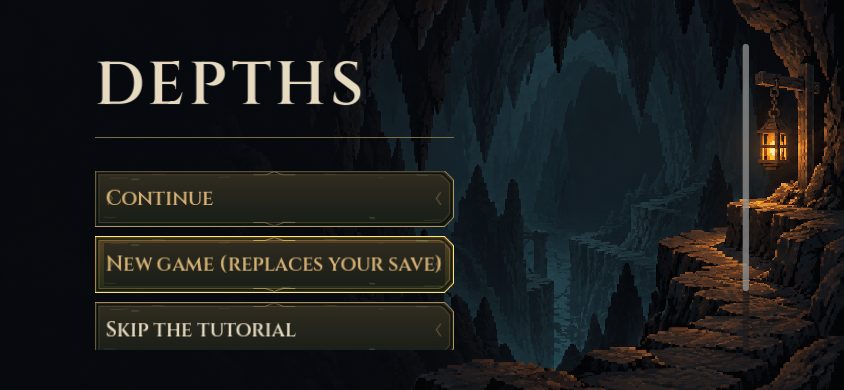 DEPTHS
CONTINUE
NEW GAME (REPLACES YOUR SAVE)
SKIP THE TUTORIAL